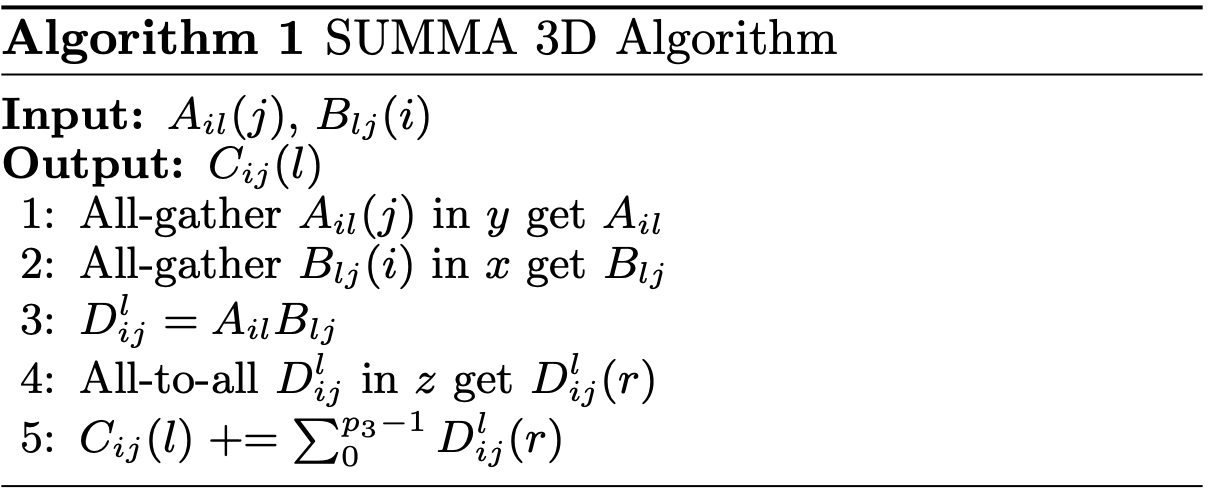 Algorithm 1 SUMMA 3D Algorithm
Input: $A_{il}(j)$, $B_{lj}(i)$
Output: $C_{ij}(l)$
1: All-gather $A_{il}(j)$ in $y$ get $A_{il}$
2: All-gather $B_{lj}(i)$ in $x$ get $B_{lj}$
3: $D_{ij}^{l} = A_{il}B_{lj}$
4: All-to-all $D_{ij}^{l}$ in $z$ get $D_{ij}^{l}(r)$
5: $C_{ij}(l) \mathrel{+}= \sum_{0}^{p_3-1} D_{ij}^{l}(r)$